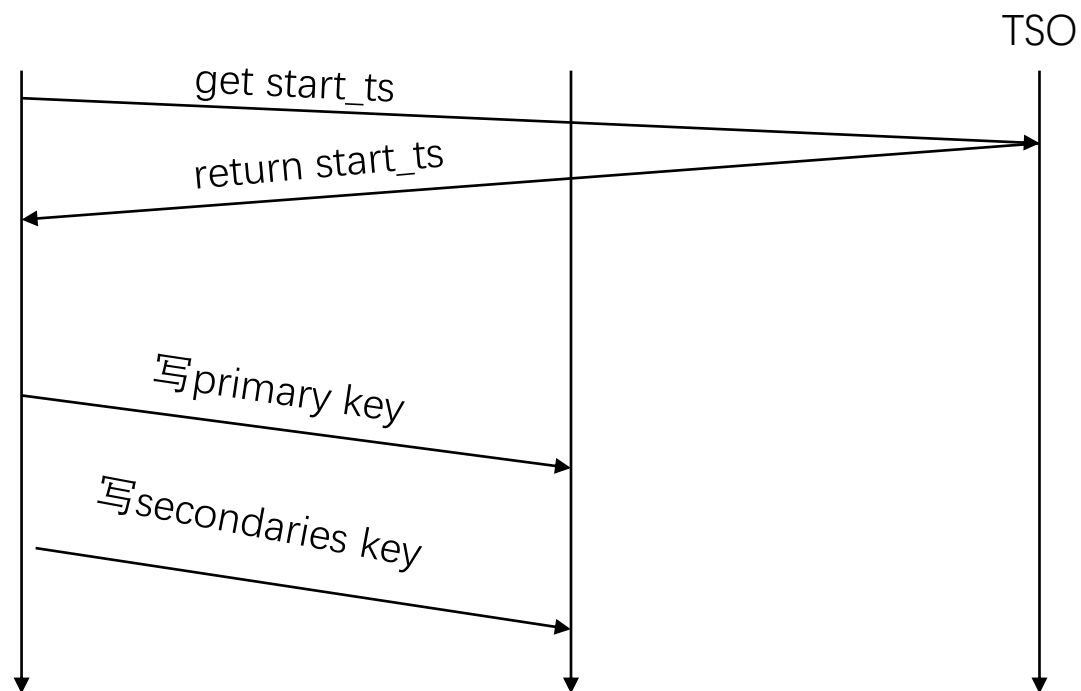 TSO
get start_ts
return start_ts
写primary key
写secondaries key